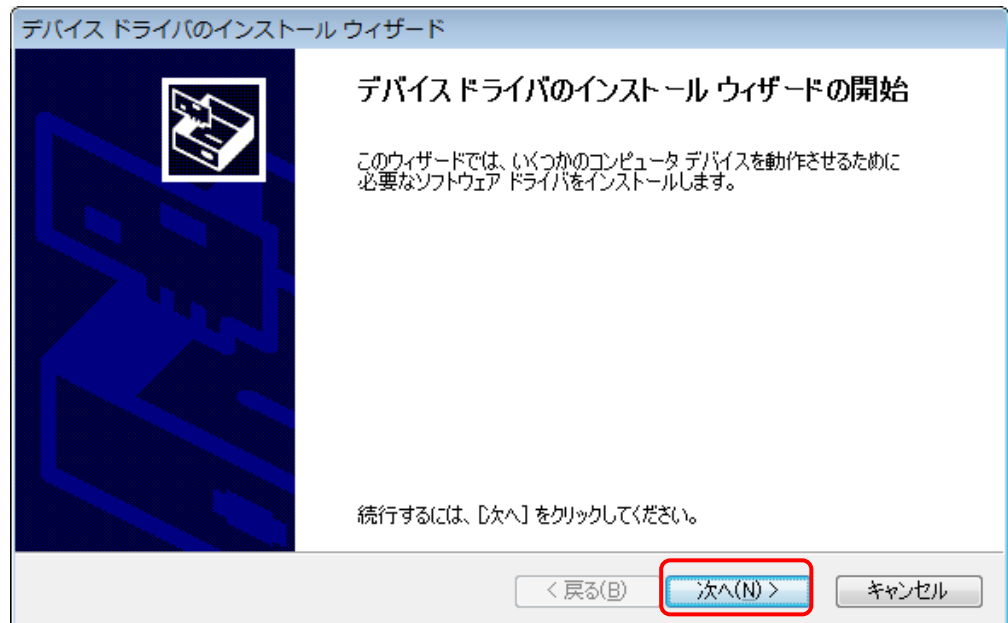 デバイス ドライバのインストール ウィザード
デバイス ドライバのインストール ウィザードの開始
このウィザードでは、いくつかのコンピュータ デバイスを動作させるために
必要なソフトウェア ドライバをインストールします。
続行するには、[次へ] をクリックしてください。
< 戻る(B)
次へ(N) >
キャンセル